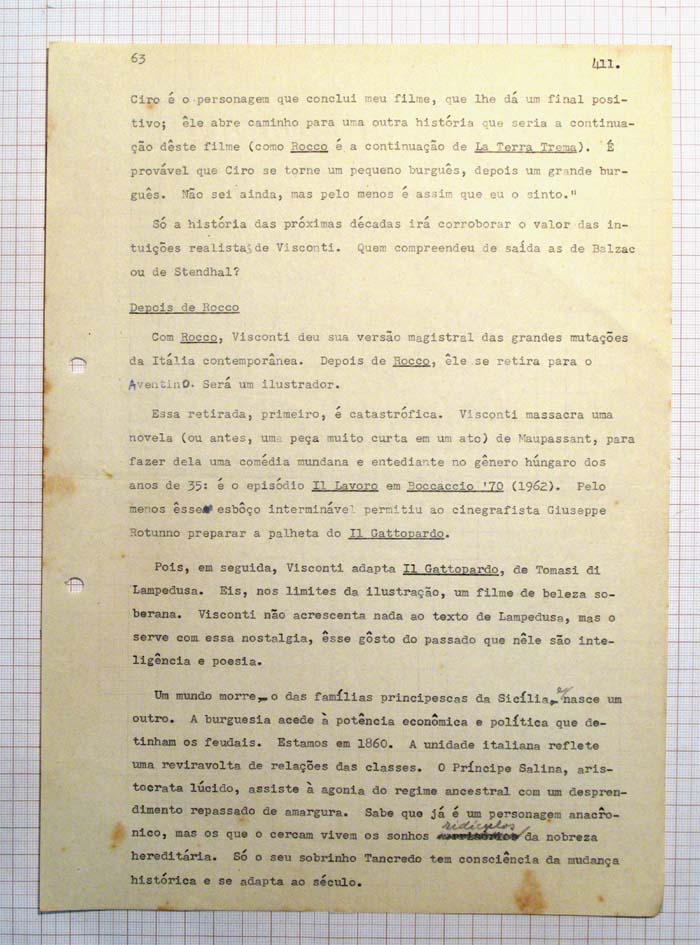 63
411.
Ciro é o personagem que conclui meu filme, que lhe dá um final posi-
tivo; êle abre caminho para uma outra história que seria a continua-
ção dêste filme (como Rocco é a continuação de La Terra Trema). É
provável que Ciro se torne um pequeno burguês, depois um grande bur-
guês. Não sei ainda, mas pelo menos é assim que eu o sinto."
Só a história das próximas décadas irá corroborar o valor das in-
tuições realistas de Visconti. Quem compreendeu de saída as de Balzac
ou de Stendhal?
Depois de Rocco
Com Rocco, Visconti deu sua versão magistral das grandes mutações
da Itália contemporânea. Depois de Rocco, êle se retira para o
Aventino. Será um ilustrador.
Essa retirada, primeiro, é catastrófica. Visconti massacra uma
novela (ou antes, uma peça muito curta em um ato) de Maupassant, para
fazer dela uma comédia mundana e entediante no gênero húngaro dos
anos de 35: é o episódio Il Lavoro em Boccaccio '70 (1962). Pelo
menos êsse esbôço interminável permitiu ao cinegrafista Giuseppe
Rotunno preparar a palheta do Il Gattopardo.
Pois, em seguida, Visconti adapta Il Gattopardo, de Tomasi di
Lampedusa. Eis, nos limites da ilustração, um filme de beleza so-
berana. Visconti não acrescenta nada ao texto de Lampedusa, mas o
serve com essa nostalgia, êsse gôsto do passado que nêle são inte-
ligência e poesia.
Um mundo morre, o das famílias principescas da Sicília, e nasce um
outro. A burguesia acede à potência econômica e política que de-
tinham os feudais. Estamos em 1860. A unidade italiana reflete
uma reviravolta de relações das classes. O Príncipe Salina, aris-
tocrata lúcido, assiste à agonia do regime ancestral com um despren-
dimento repassado de amargura. Sabe que já é um personagem anacrô-
nico, mas os que o cercam vivem os sonhos ridículos da nobreza
hereditária. Só o seu sobrinho Tancredo tem consciência da mudança
histórica e se adapta ao século.